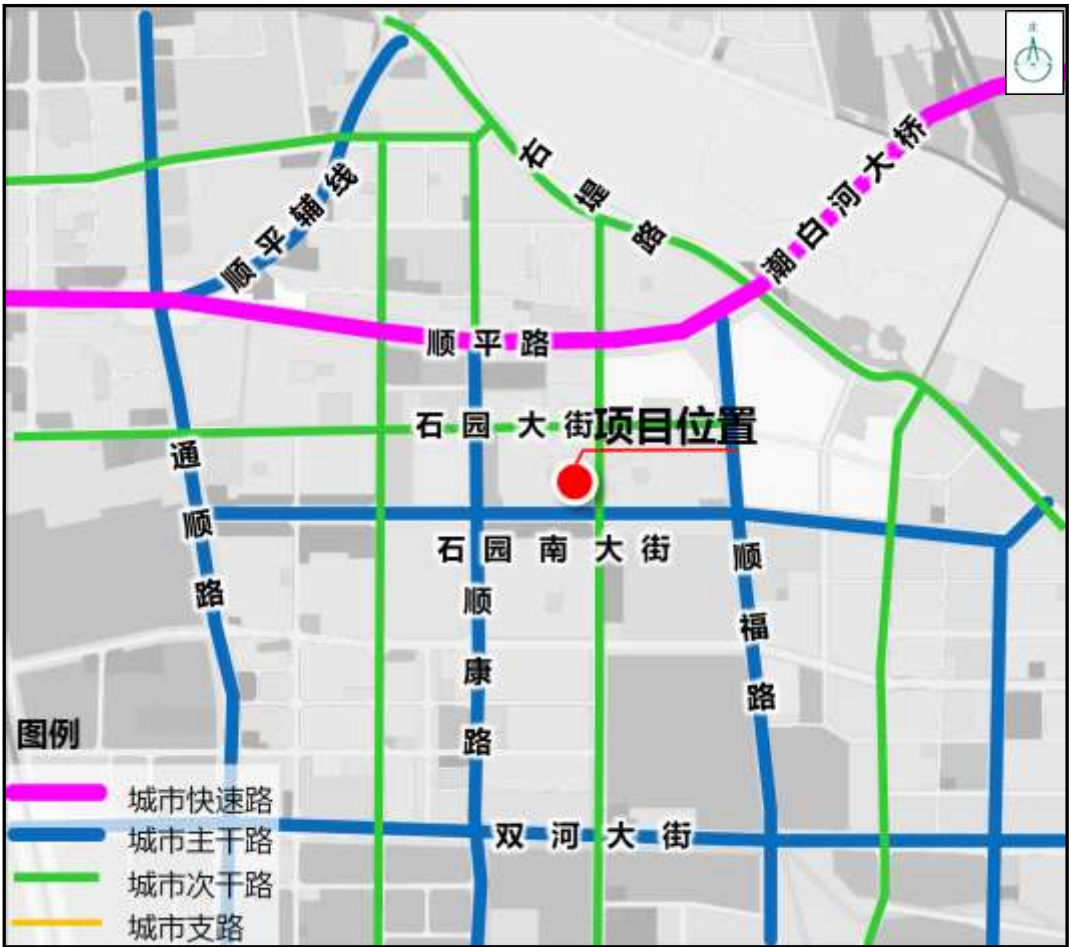 北
潮白河大桥
右堤路
顺平辅线
顺平路
石园大街
项目位置
通顺路
石园南大街
顺康路
顺福路
双河大街
图例
城市快速路
城市主干路
城市次干路
城市支路